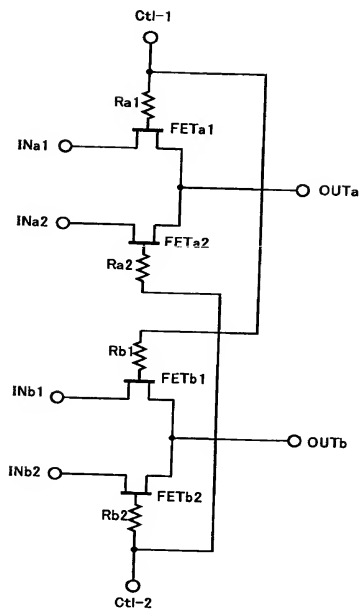 Ctl-1
Ra1
FETa1
INa1
OUTa
INa2
FETa2
Ra2
Rb1
FETb1
INb1
OUTb
INb2
FETb2
Rb2
Ctl-2